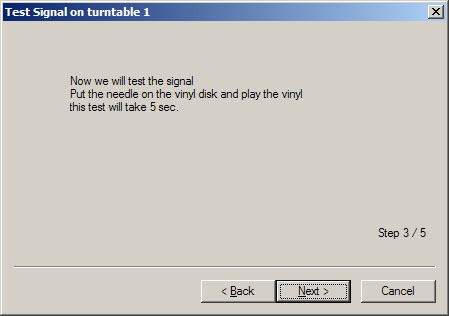 Test Signal on turntable 1
Now we will test the signal
Put the needle on the vinyl disk and play the vinyl
this test will take 5 sec.
Step 3 / 5
< Back
Next >
Cancel